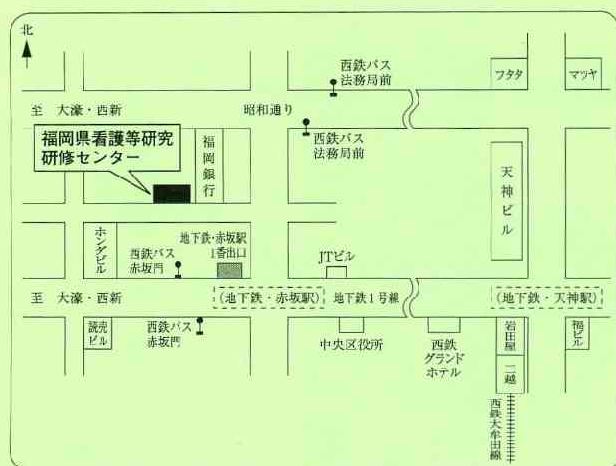 北
西鉄バス
法務局前
フタタ
マツヤ
至 大濠・西新
昭和通り
福岡県看護等研究
研修センター
福岡銀行
西鉄バス
法務局前
天神ビル
ホンダビル
西鉄バス
赤坂門
地下鉄・赤坂駅
1番出口
JTビル
至 大濠・西新
(地下鉄・赤坂駅)
地下鉄1号線
(地下鉄・天神駅)
読売
ビル
西鉄バス
赤坂門
中央区役所
西鉄
グランド
ホテル
岩田屋
二越
福ビル
西鉄大牟田線